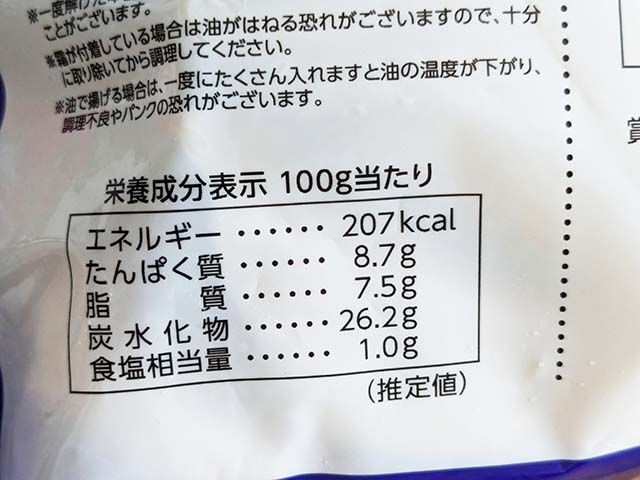 ことがございます。
※霜が付着している場合は油がはねる恐れがございますので、十分
に取り除いてから調理してください。
※油で揚げる場合は、一度にたくさん入れますと油の温度が下がり、
調理不良やパンクの恐れがございます。
栄養成分表示 100g当たり
エネルギー ‥‥‥ 207kcal
たんぱく質 ‥‥‥ 8.7g
脂質 ‥‥‥ 7.5g
炭水化物 ‥‥‥ 26.2g
食塩相当量 ‥‥‥ 1.0g
(推定値)
賞